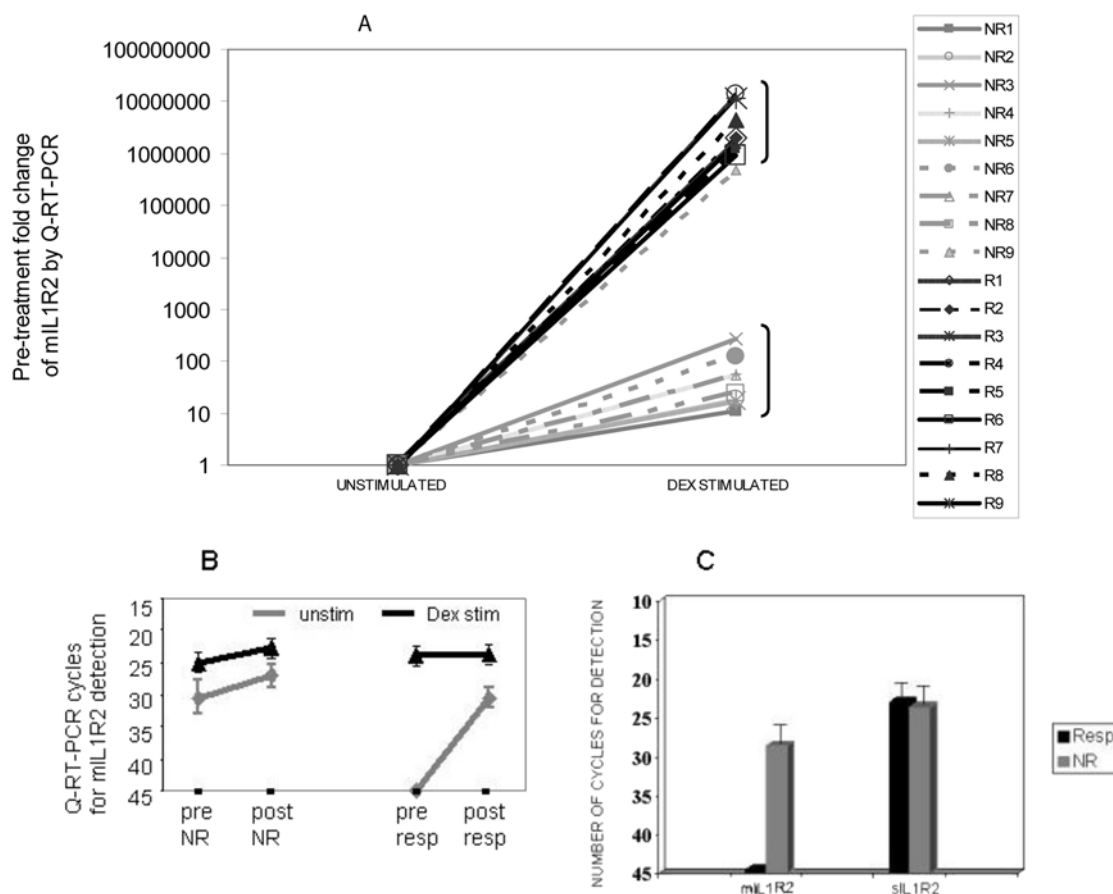 A
Pre-treatment fold change
of mIL1R2 by Q-RT-PCR
100000000
10000000
1000000
100000
10000
1000
100
10
1
UNSTIMULATED
DEX STIMULATED
NR1
NR2
NR3
NR4
NR5
NR6
NR7
NR8
NR9
R1
R2
R3
R4
R5
R6
R7
R8
R9
B
Q-RT-PCR cycles
for mIL1R2 detection
15
20
25
30
35
40
45
unstim
Dex stim
pre
NR
post
NR
pre
resp
post
resp
C
NUMBER OF CYCLES FOR DETECTION
10
15
20
25
30
35
40
45
mIL1R2
sIL1R2
Resp
NR